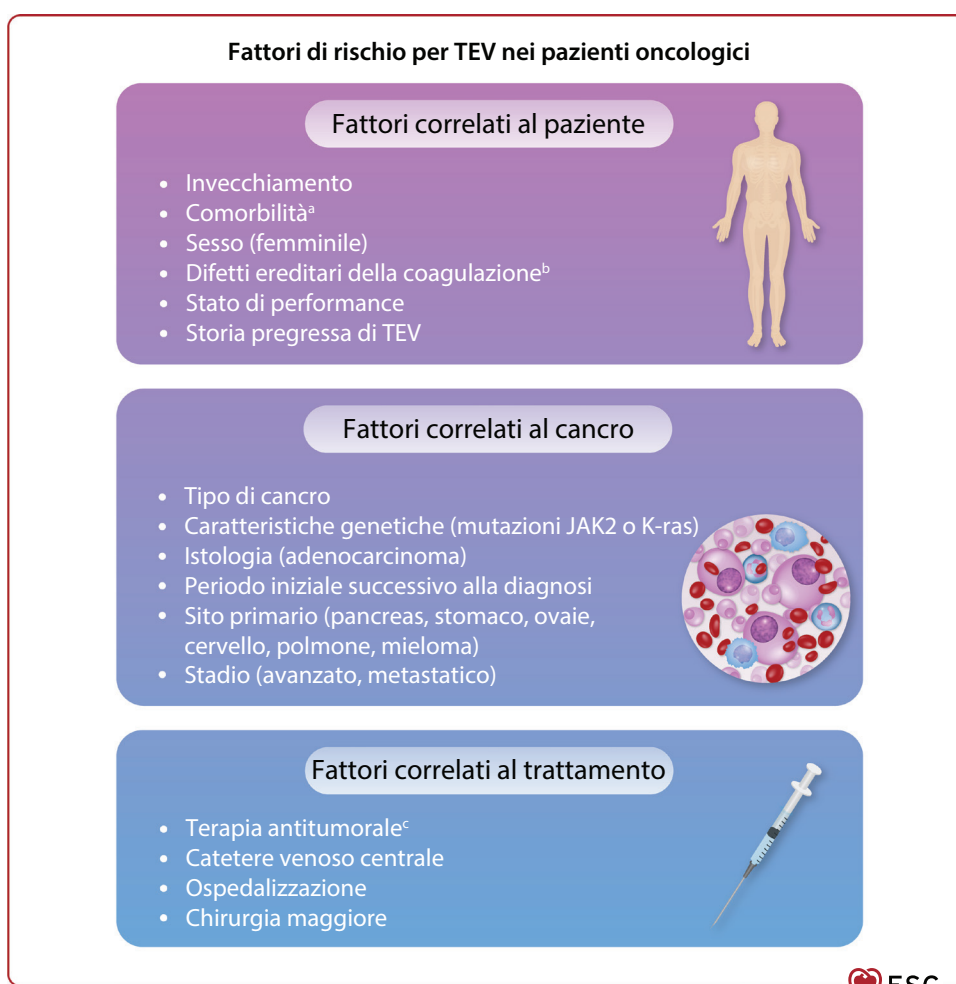 Fattori di rischio per TEV nei pazienti oncologici
Fattori correlati al paziente
• Invecchiamento
• Comorbilitàᵃ
• Sesso (femminile)
• Difetti ereditari della coagulazioneᵇ
• Stato di performance
• Storia pregressa di TEV
Fattori correlati al cancro
• Tipo di cancro
• Caratteristiche genetiche (mutazioni JAK2 o K-ras)
• Istologia (adenocarcinoma)
• Periodo iniziale successivo alla diagnosi
• Sito primario (pancreas, stomaco, ovaie,
cervello, polmone, mieloma)
• Stadio (avanzato, metastatico)
Fattori correlati al trattamento
• Terapia antitumoraleᶜ
• Catetere venoso centrale
• Ospedalizzazione
• Chirurgia maggiore
ESC